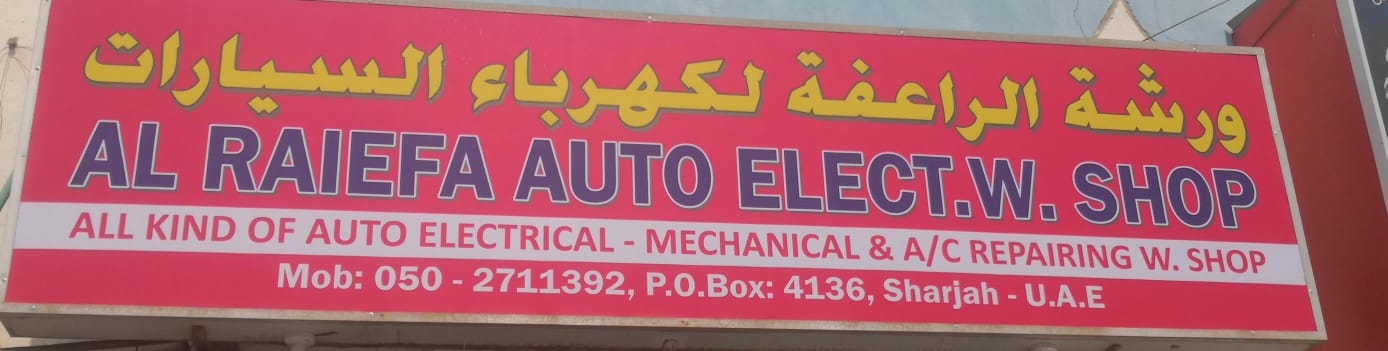 ورشة الراعفة لكهرباء السيارات
AL RAIEFA AUTO ELECT.W. SHOP
ALL KIND OF AUTO ELECTRICAL - MECHANICAL & A/C REPAIRING W. SHOP
Mob: 050 - 2711392, P.O.Box: 4136, Sharjah - U.A.E